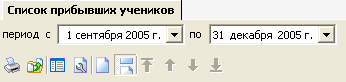 Список прибывших учеников
период с 1 сентября 2005 г. по 31 декабря 2005 г.